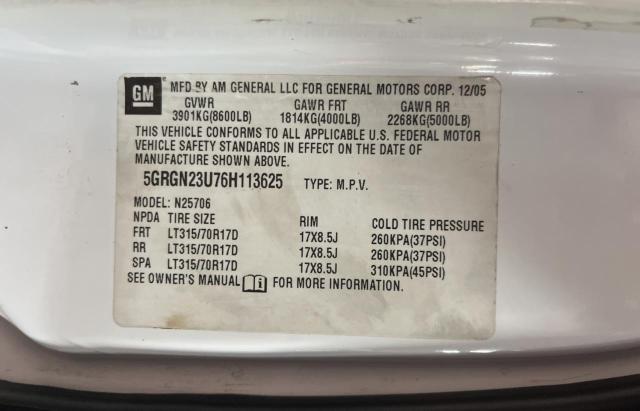 GM MFD BY AM GENERAL LLC FOR GENERAL MOTORS CORP. 12/05
GVWR GAWR FRT GAWR RR
3901KG(8600LB) 1814KG(4000LB) 2268KG(5000LB)
THIS VEHICLE CONFORMS TO ALL APPLICABLE U.S. FEDERAL MOTOR
VEHICLE SAFETY STANDARDS IN EFFECT ON THE DATE OF
MANUFACTURE SHOWN ABOVE.
5GRGN23U76H113625 TYPE: M.P.V.
MODEL: N25706
NPDA TIRE SIZE RIM COLD TIRE PRESSURE
FRT LT315/70R17D 17X8.5J 260KPA(37PSI)
RR LT315/70R17D 17X8.5J 260KPA(37PSI)
SPA LT315/70R17D 17X8.5J 310KPA(45PSI)
SEE OWNER'S MANUAL FOR MORE INFORMATION.